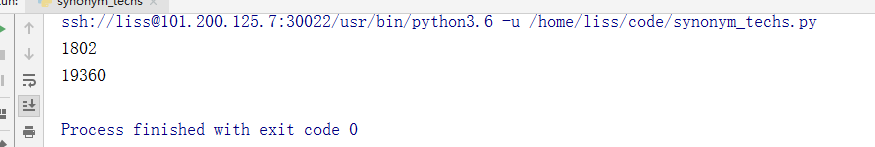 un:
synonym_techs
ssh://liss@101.200.125.7:30022/usr/bin/python3.6 -u /home/liss/code/synonym_techs.py
1802
19360
Process finished with exit code 0